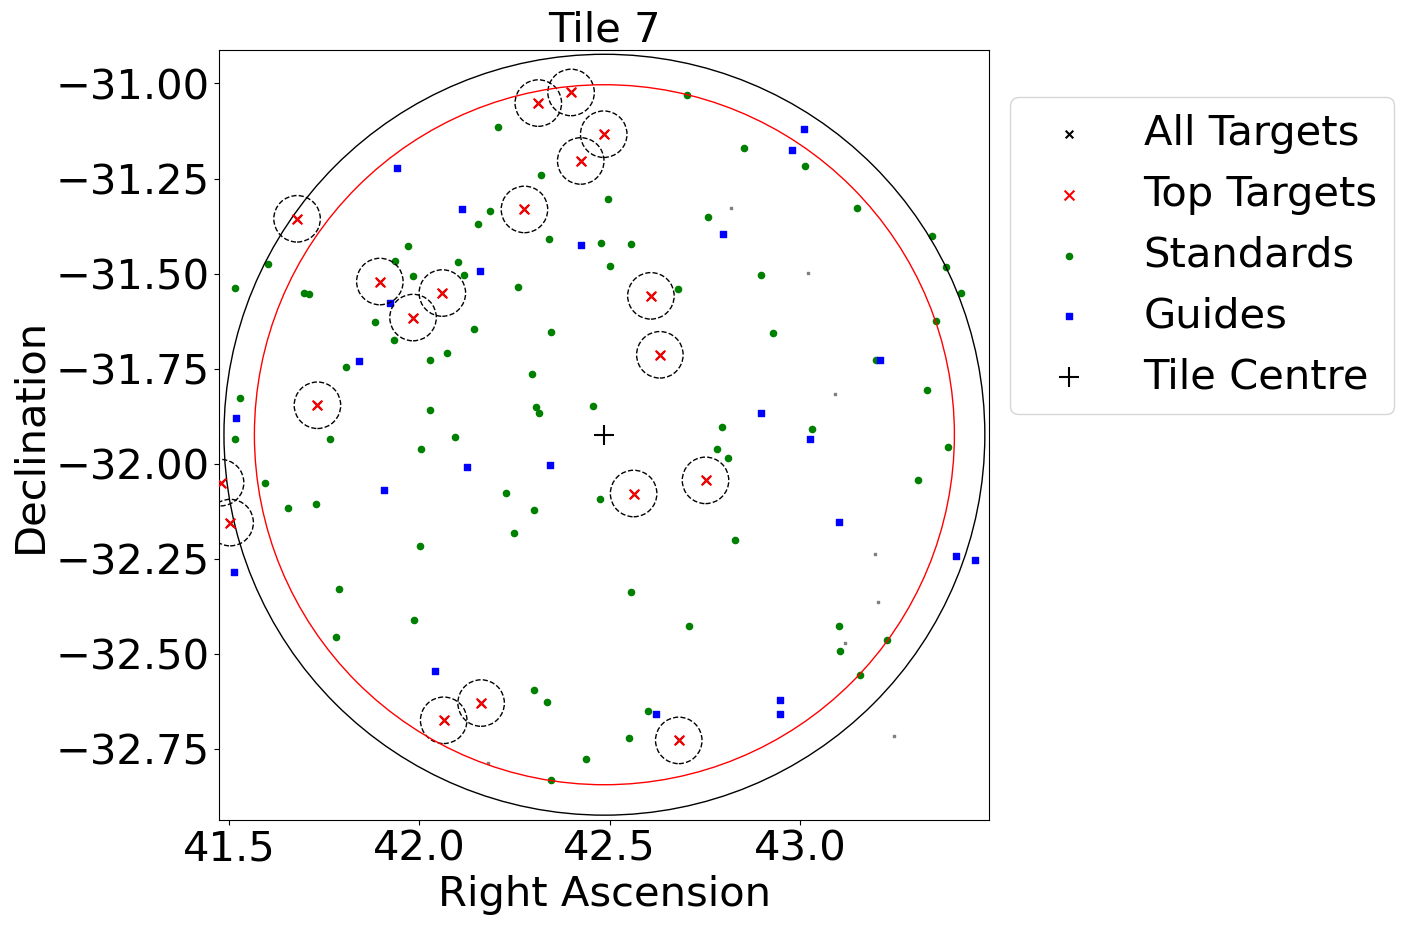 Tile 7
−31.00
−31.25
−31.50
−31.75
−32.00
−32.25
−32.50
−32.75
Declination
41.5
42.0
42.5
43.0
Right Ascension
All Targets
Top Targets
Standards
Guides
Tile Centre